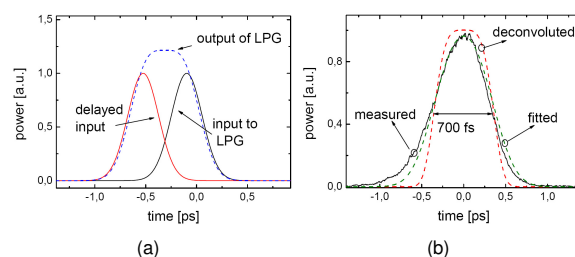 1,5
1,0
0,5
0,0
power [a.u.]
output of LPG
delayed
input
input to
LPG
-1,0
-0,5
0,0
0,5
time [ps]
(a)
0,8
0,4
0,0
power [a.u.]
deconvoluted
measured
700 fs
fitted
-1,0
-0,5
0,0
0,5
1,0
time [ps]
(b)